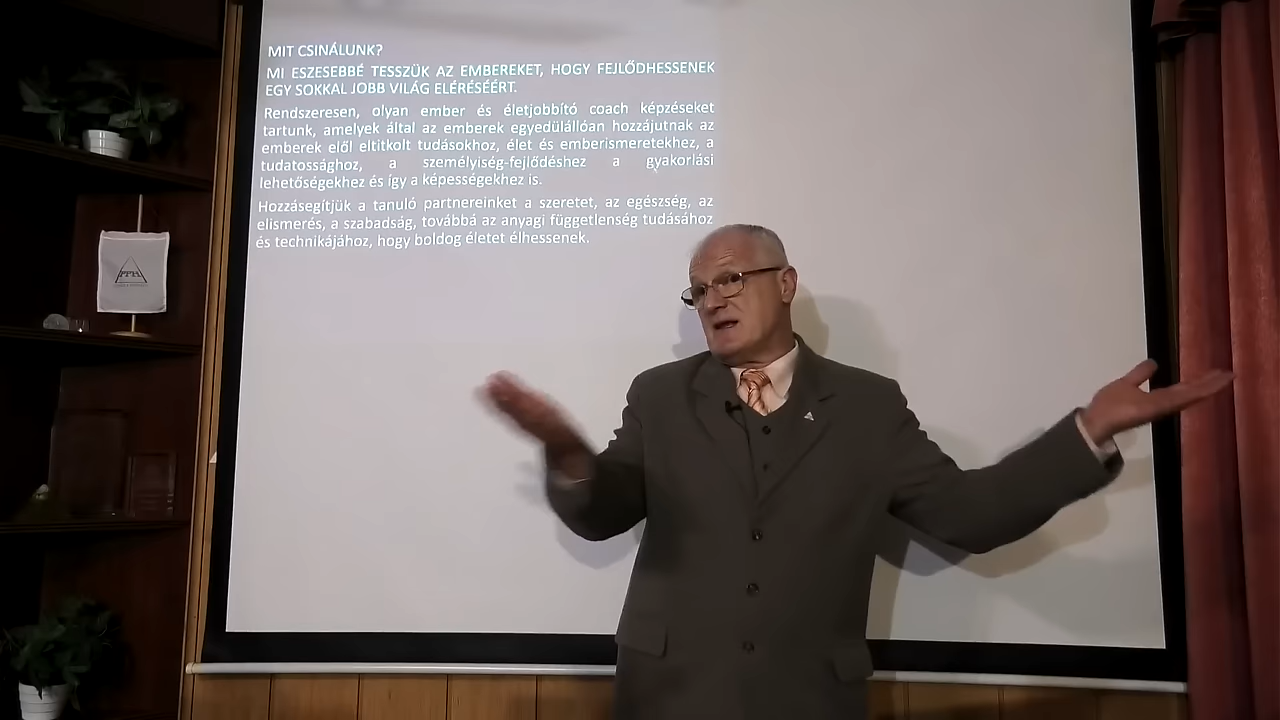 MIT CSINÁLUNK?
MI ESZESEBBÉ TESSZÜK AZ EMBEREKET, HOGY FEJLŐDHESSENEK
EGY SOKKAL JOBB VILÁG ELÉRÉSÉÉRT.
Rendszeresen, olyan ember és életjobbító coach képzéseket
tartunk, amelyek által az emberek egyedülállóan hozzájutnak az
emberek elől eltitkolt tudásokhoz, élet és emberismeretekhez, a
tudatossághoz, a személyiség-fejlődéshez a gyakorlási
lehetőségekhez és így a képességekhez is.
Hozzásegítjük a tanuló partnereinket a szeretet, az egészség, az
elismerés, a szabadság, továbbá az anyagi függetlenség tudásához
és technikájához, hogy boldog életet élhessenek.